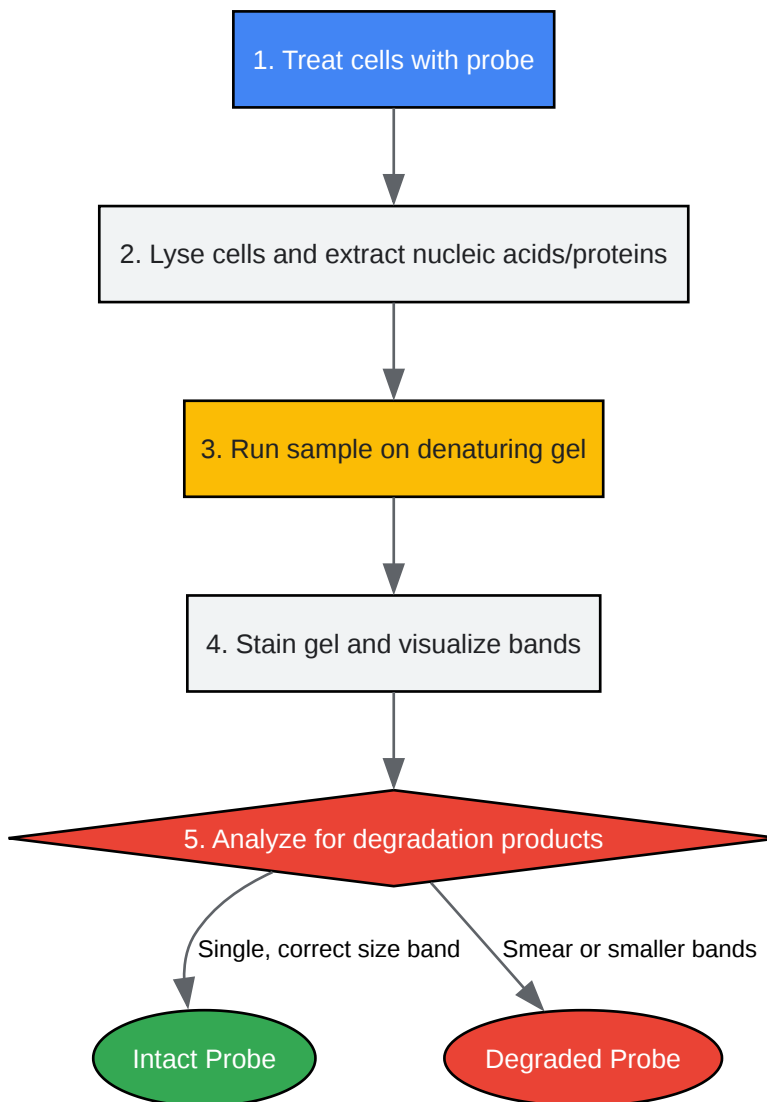 1. Treat cells with probe
2. Lyse cells and extract nucleic acids/proteins
3. Run sample on denaturing gel
4. Stain gel and visualize bands
5. Analyze for degradation products
Single, correct size band
Smear or smaller bands
Intact Probe
Degraded Probe